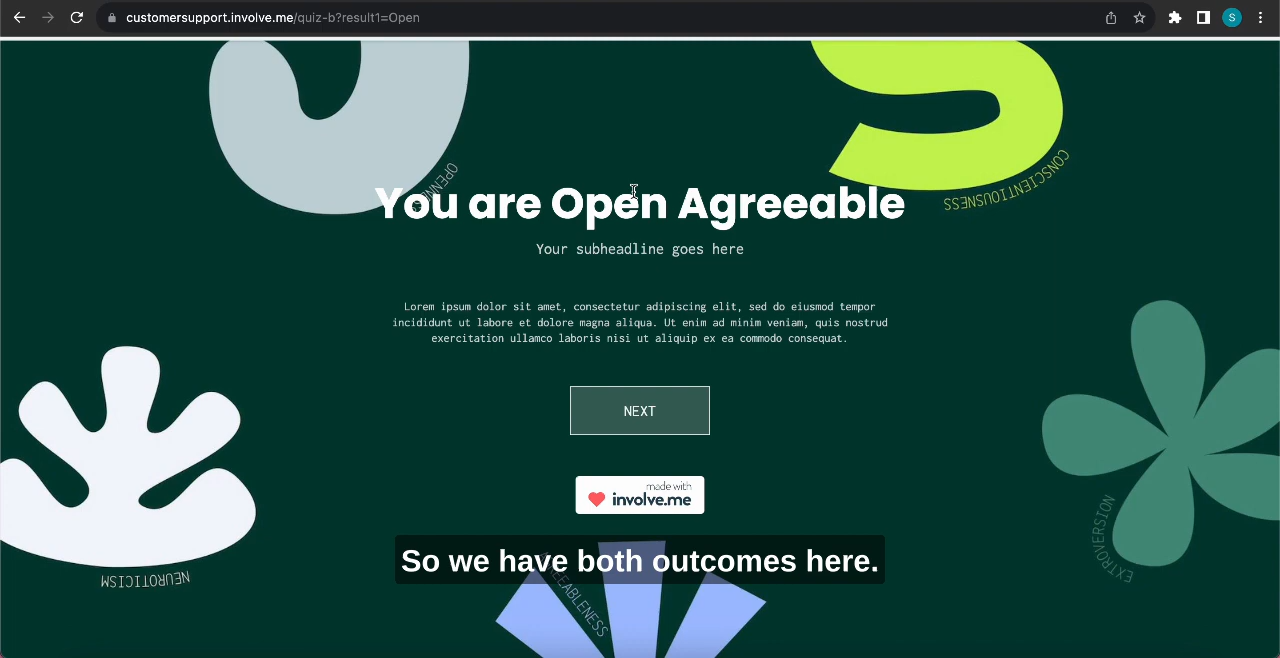 customersupport.involve.me/quiz-b?result1=Open
S
OPENNESS
CONSCIENTIOUSNESS
You are Open Agreeable
Your subheadline goes here
Lorem ipsum dolor sit amet, consectetur adipiscing elit, sed do eiusmod tempor
incididunt ut labore et dolore magna aliqua. Ut enim ad minim veniam, quis nostrud
exercitation ullamco laboris nisi ut aliquip ex ea commodo consequat.
NEXT
made with
involve.me
EXTROVERSION
So we have both outcomes here.
NEUROTICISM
AGREEABLENESS